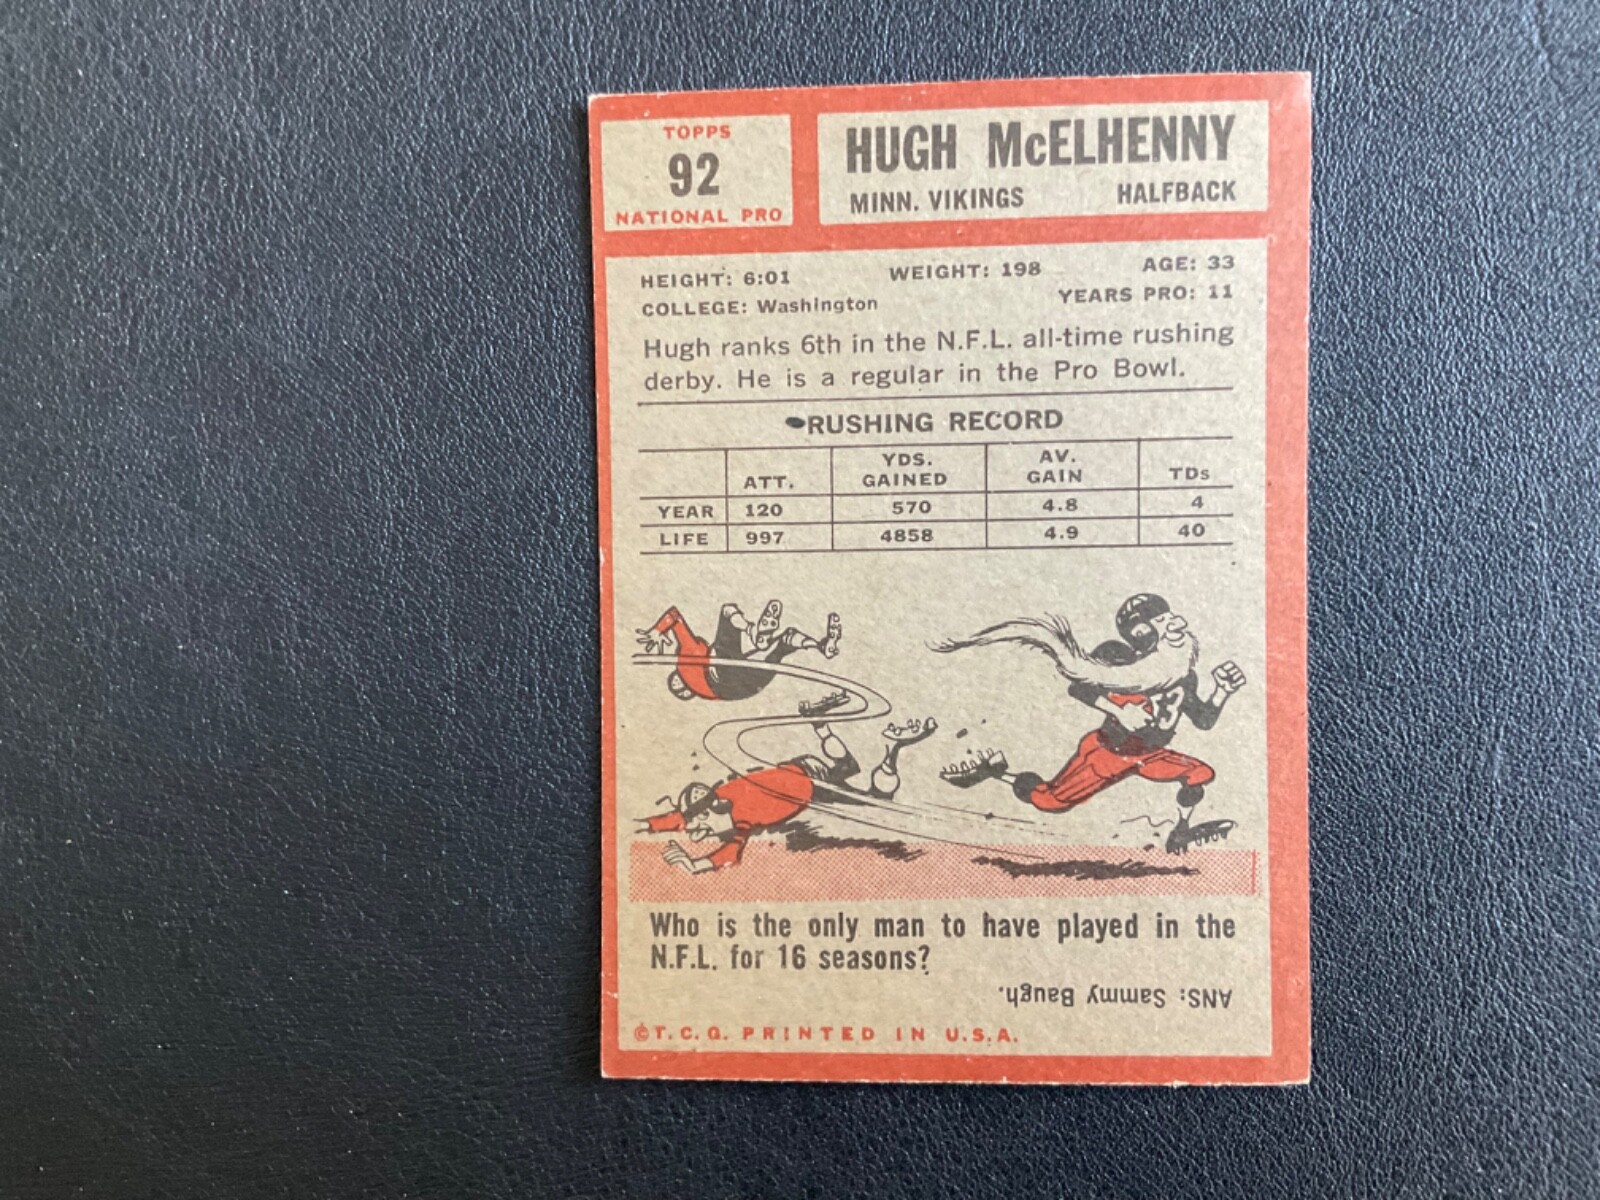 TOPPS
92
NATIONAL PRO
HUGH McELHENNY
MINN. VIKINGS HALFBACK
HEIGHT: 6:01 WEIGHT: 198 AGE: 33
COLLEGE: Washington YEARS PRO: 11
Hugh ranks 6th in the N.F.L. all-time rushing
derby. He is a regular in the Pro Bowl.
RUSHING RECORD
ATT. YDS. GAINED AV. GAIN TDs
YEAR 120 570 4.8 4
LIFE 997 4858 4.9 40
Who is the only man to have played in the
N.F.L. for 16 seasons?
ANS: Sammy Baugh.
©T.C.G. PRINTED IN U.S.A.